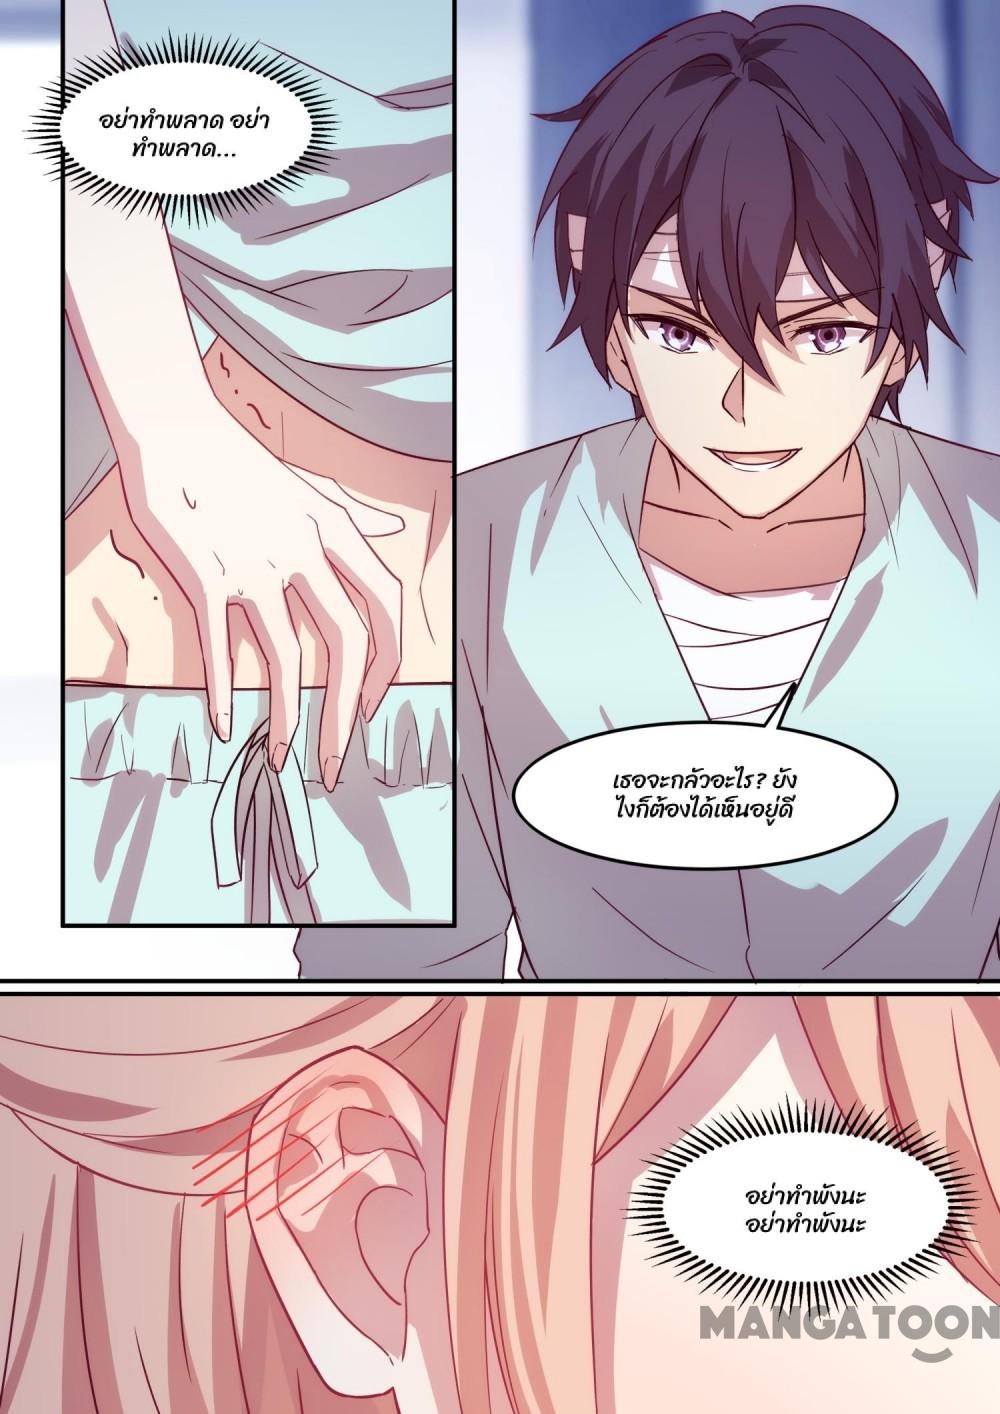 อย่าทำพลาด อย่า
ทำพลาด...
เธอจะกลัวอะไร? ยัง
ไงก็ต้องได้เห็นอยู่ดี
อย่าทำพังนะ
อย่าทำพังนะ
MANGATOON